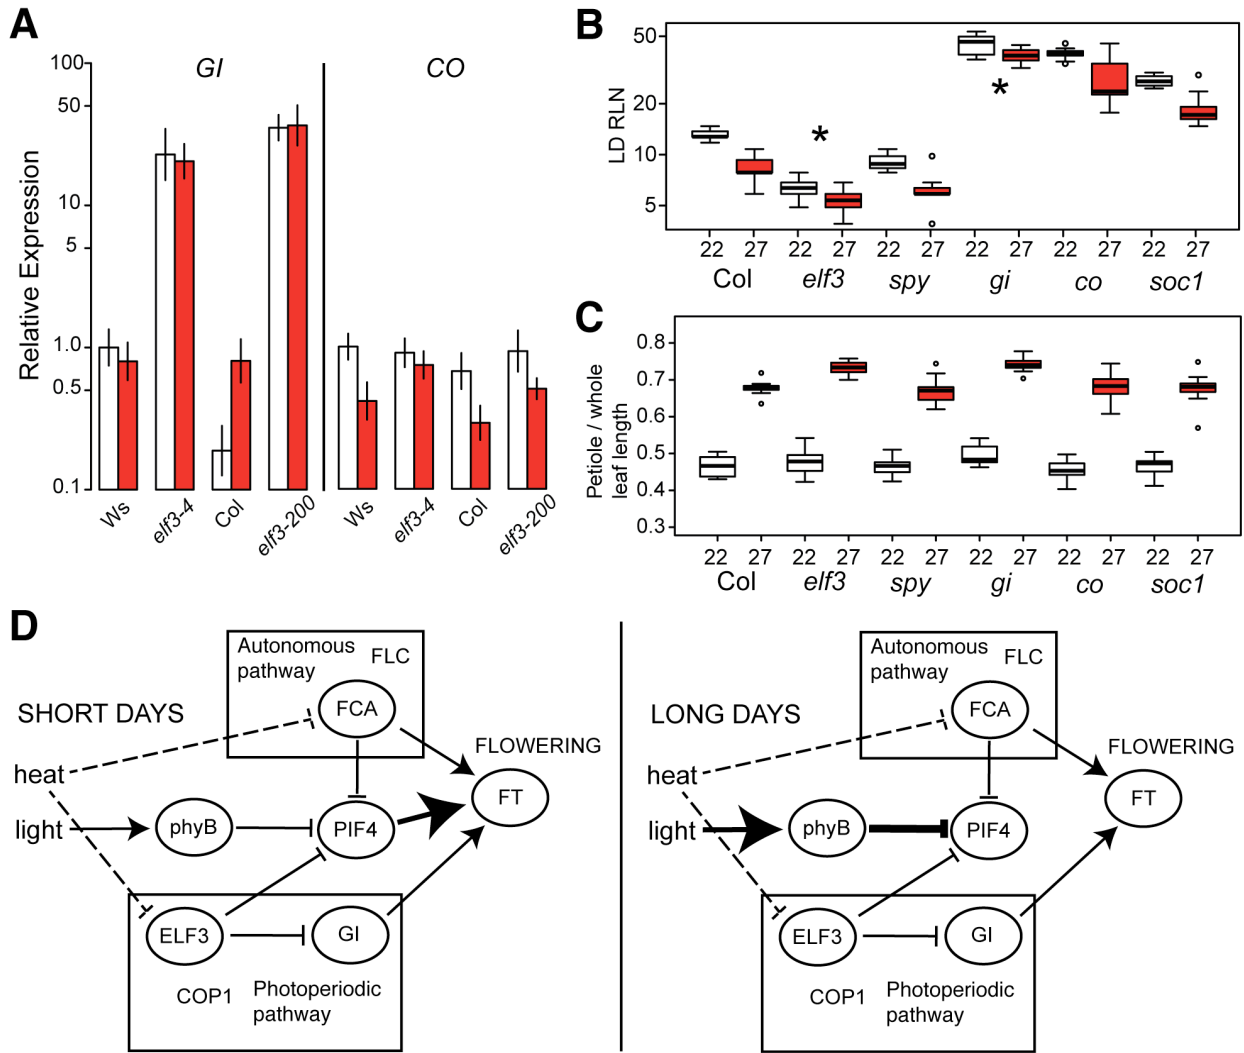 A
GI
CO
100
50
10
5
1.0
0.5
0.1
Relative Expression
Ws
elf3-4
Col
elf3-200
Ws
elf3-4
Col
elf3-200
B
50
20
10
5
LD RLN
*
*
22 27 22 27 22 27 22 27 22 27 22 27
Col elf3 spy gi co soc1
C
0.8
0.7
0.6
0.5
0.4
0.3
Petiole / whole
leaf length
22 27 22 27 22 27 22 27 22 27 22 27
Col elf3 spy gi co soc1
D
SHORT DAYS
Autonomous
pathway
FLC
FCA
FLOWERING
heat
FT
light
phyB
PIF4
ELF3
GI
COP1
Photoperiodic
pathway
LONG DAYS
Autonomous
pathway
FLC
FCA
FLOWERING
heat
FT
light
phyB
PIF4
ELF3
GI
COP1
Photoperiodic
pathway